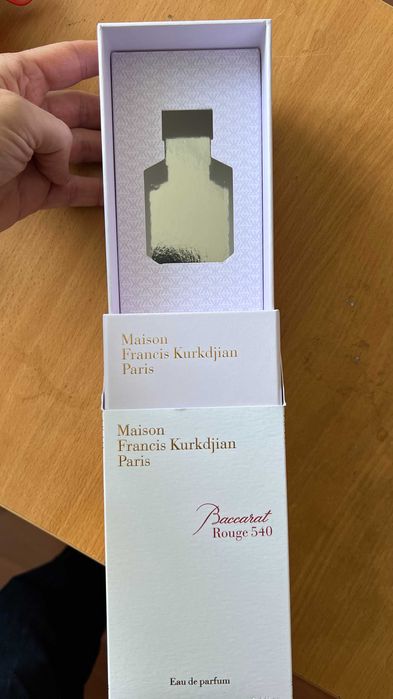 Maison
Francis Kurkdjian
Paris
Maison
Francis Kurkdjian
Paris
Baccarat
Rouge 540
Eau de parfum